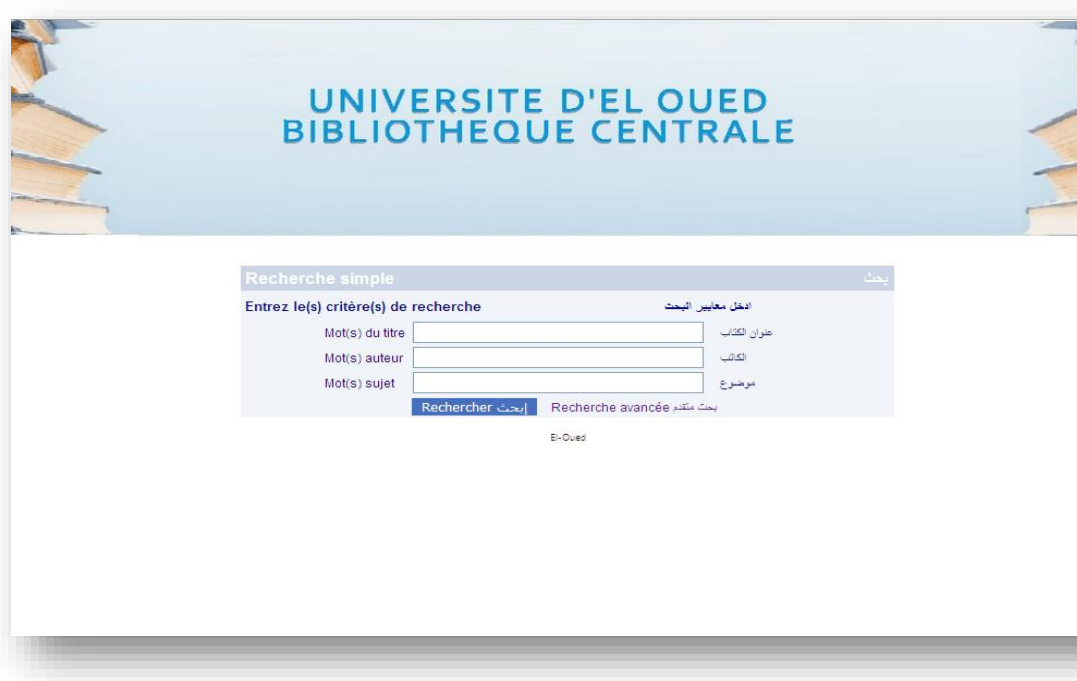 UNIVERSITE D'EL OUED
BIBLIOTHEQUE CENTRALE
Recherche simple بحث
Entrez le(s) critère(s) de recherche ادخل معايير البحث
Mot(s) du titre عنوان الكتاب
Mot(s) auteur الكاتب
Mot(s) sujet موضوع
Rechercher إبحث Recherche avancée بحث متقدم
El-Oued